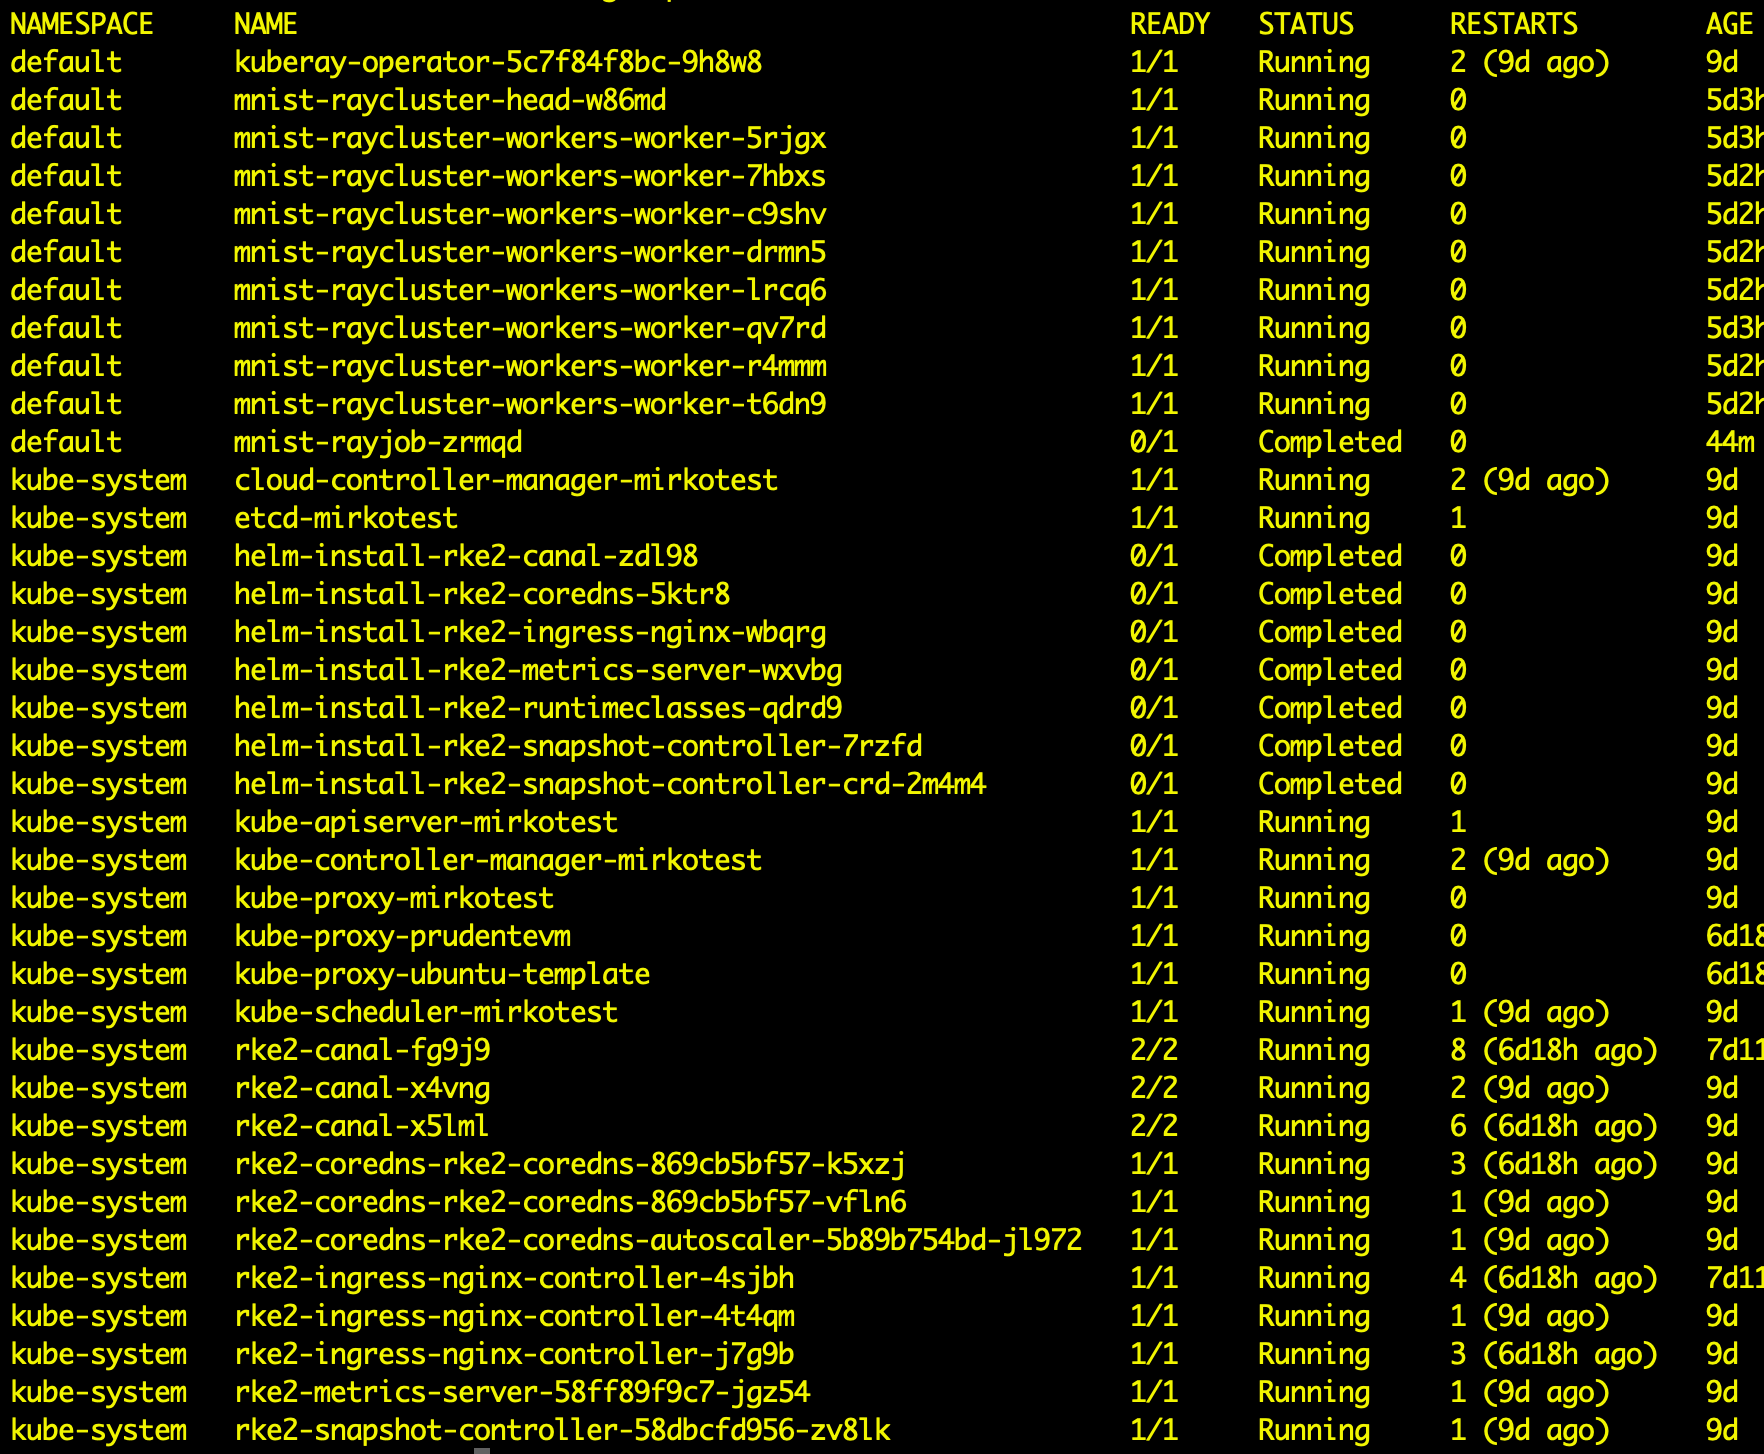 NAMESPACE NAME READY STATUS RESTARTS AGE
default kuberay-operator-5c7f84f8bc-9h8w8 1/1 Running 2 (9d ago) 9d
default mnist-raycluster-head-w86md 1/1 Running 0 5d3h
default mnist-raycluster-workers-worker-5rjgx 1/1 Running 0 5d3h
default mnist-raycluster-workers-worker-7hbxs 1/1 Running 0 5d2h
default mnist-raycluster-workers-worker-c9shv 1/1 Running 0 5d2h
default mnist-raycluster-workers-worker-drmn5 1/1 Running 0 5d2h
default mnist-raycluster-workers-worker-lrcq6 1/1 Running 0 5d2h
default mnist-raycluster-workers-worker-qv7rd 1/1 Running 0 5d3h
default mnist-raycluster-workers-worker-r4mmm 1/1 Running 0 5d2h
default mnist-raycluster-workers-worker-t6dn9 1/1 Running 0 5d2h
default mnist-rayjob-zrmqd 0/1 Completed 0 44m
kube-system cloud-controller-manager-mirkotest 1/1 Running 2 (9d ago) 9d
kube-system etcd-mirkotest 1/1 Running 1 9d
kube-system helm-install-rke2-canal-zdl98 0/1 Completed 0 9d
kube-system helm-install-rke2-coredns-5ktr8 0/1 Completed 0 9d
kube-system helm-install-rke2-ingress-nginx-wbqrg 0/1 Completed 0 9d
kube-system helm-install-rke2-metrics-server-wxvbg 0/1 Completed 0 9d
kube-system helm-install-rke2-runtimeclasses-qdrd9 0/1 Completed 0 9d
kube-system helm-install-rke2-snapshot-controller-7rzfd 0/1 Completed 0 9d
kube-system helm-install-rke2-snapshot-controller-crd-2m4m4 0/1 Completed 0 9d
kube-system kube-apiserver-mirkotest 1/1 Running 1 9d
kube-system kube-controller-manager-mirkotest 1/1 Running 2 (9d ago) 9d
kube-system kube-proxy-mirkotest 1/1 Running 0 9d
kube-system kube-proxy-prudentevm 1/1 Running 0 6d18
kube-system kube-proxy-ubuntu-template 1/1 Running 0 6d18
kube-system kube-scheduler-mirkotest 1/1 Running 1 (9d ago) 9d
kube-system rke2-canal-fg9j9 2/2 Running 8 (6d18h ago) 7d11
kube-system rke2-canal-x4vng 2/2 Running 2 (9d ago) 9d
kube-system rke2-canal-x5lml 2/2 Running 6 (6d18h ago) 9d
kube-system rke2-coredns-rke2-coredns-869cb5bf57-k5xzj 1/1 Running 3 (6d18h ago) 9d
kube-system rke2-coredns-rke2-coredns-869cb5bf57-vfln6 1/1 Running 1 (9d ago) 9d
kube-system rke2-coredns-rke2-coredns-autoscaler-5b89b754bd-jl972 1/1 Running 1 (9d ago) 9d
kube-system rke2-ingress-nginx-controller-4sjbh 1/1 Running 4 (6d18h ago) 7d11
kube-system rke2-ingress-nginx-controller-4t4qm 1/1 Running 1 (9d ago) 9d
kube-system rke2-ingress-nginx-controller-j7g9b 1/1 Running 3 (6d18h ago) 9d
kube-system rke2-metrics-server-58ff89f9c7-jgz54 1/1 Running 1 (9d ago) 9d
kube-system rke2-snapshot-controller-58dbcfd956-zv8lk 1/1 Running 1 (9d ago) 9d